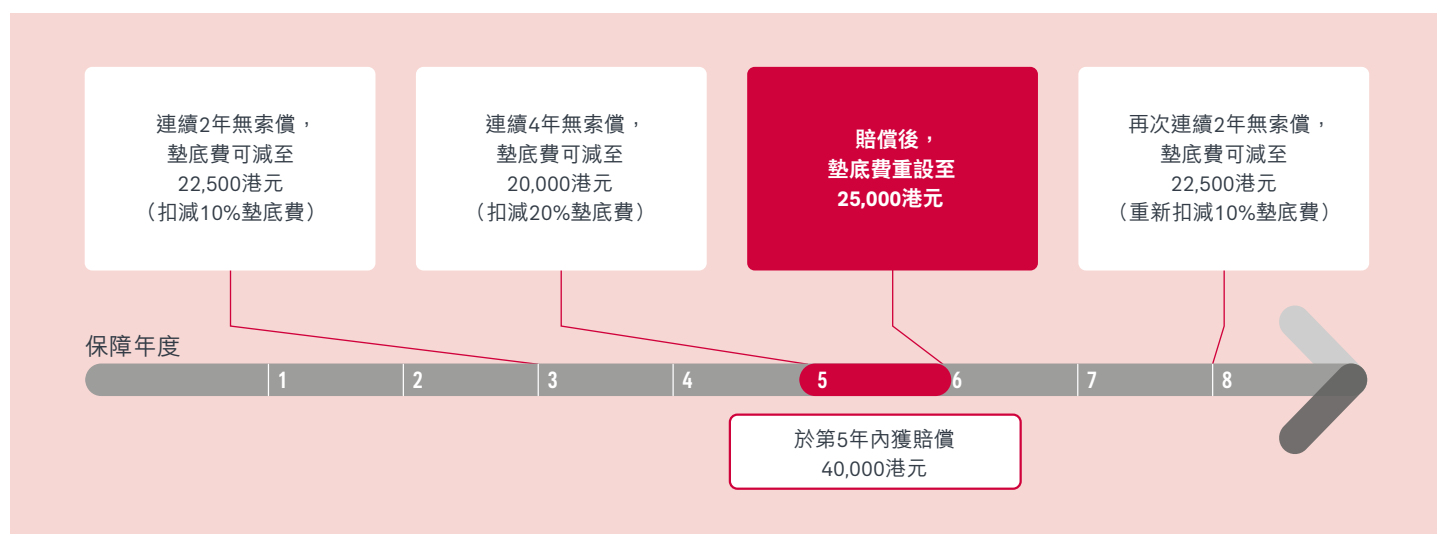 連續2年無索償，
墊底費可減至
22,500港元
（扣減10%墊底費）
連續4年無索償，
墊底費可減至
20,000港元
（扣減20%墊底費）
賠償後，
墊底費重設至
25,000港元
再次連續2年無索償，
墊底費可減至
22,500港元
（重新扣減10%墊底費）
保障年度
1 2 3 4 5 6 7 8
於第5年內獲賠償
40,000港元